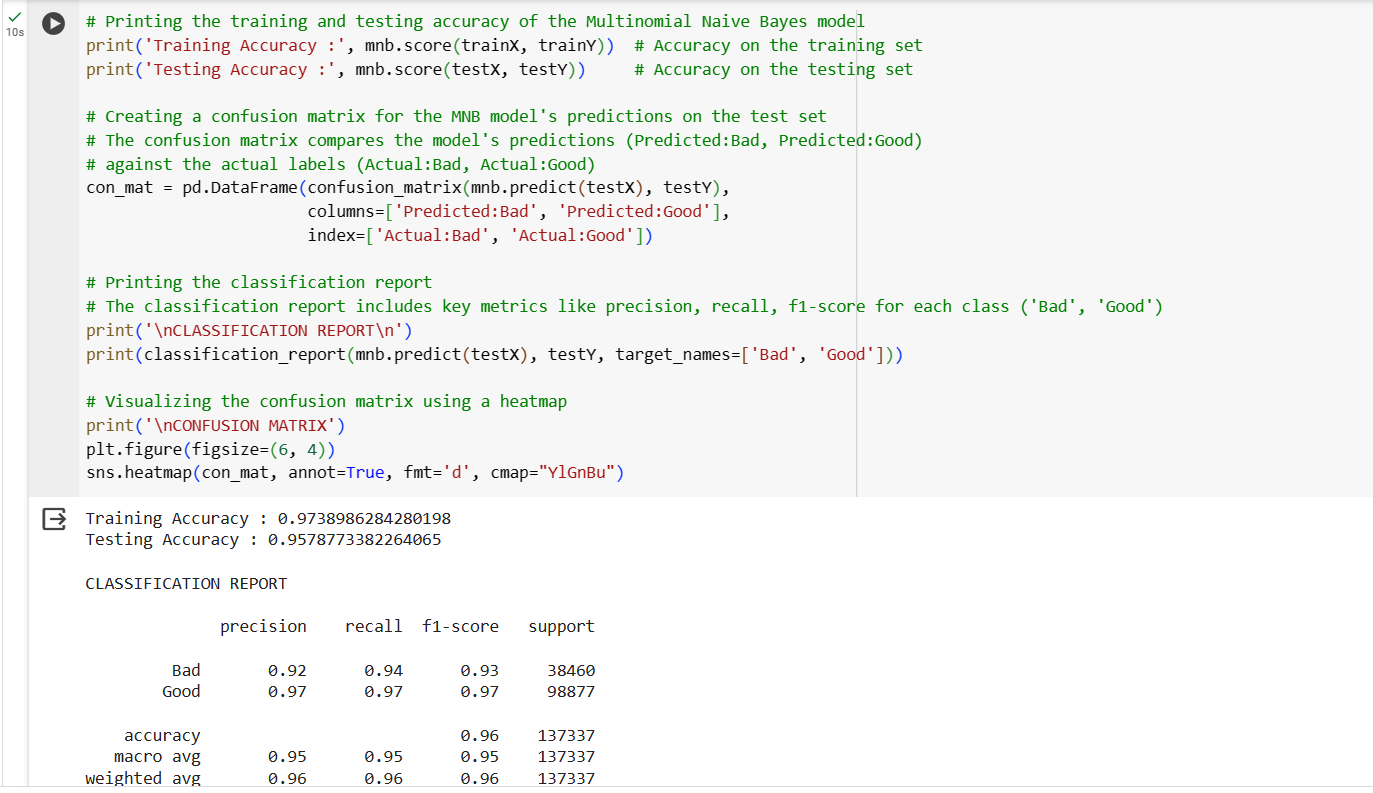 10s
# Printing the training and testing accuracy of the Multinomial Naive Bayes model
print('Training Accuracy :', mnb.score(trainX, trainY))  # Accuracy on the training set
print('Testing Accuracy :', mnb.score(testX, testY))     # Accuracy on the testing set
# Creating a confusion matrix for the MNB model's predictions on the test set
# The confusion matrix compares the model's predictions (Predicted:Bad, Predicted:Good)
# against the actual labels (Actual:Bad, Actual:Good)
con_mat = pd.DataFrame(confusion_matrix(mnb.predict(testX), testY),
columns=['Predicted:Bad', 'Predicted:Good'],
index=['Actual:Bad', 'Actual:Good'])
# Printing the classification report
# The classification report includes key metrics like precision, recall, f1-score for each class ('Bad', 'Good')
print('\nCLASSIFICATION REPORT\n')
print(classification_report(mnb.predict(testX), testY, target_names=['Bad', 'Good']))
# Visualizing the confusion matrix using a heatmap
print('\nCONFUSION MATRIX')
plt.figure(figsize=(6, 4))
sns.heatmap(con_mat, annot=True, fmt='d', cmap="YlGnBu")
Training Accuracy : 0.9738986284280198
Testing Accuracy : 0.9578773382264065
CLASSIFICATION REPORT
precision    recall  f1-score   support
Bad       0.92      0.94      0.93     38460
Good       0.97      0.97      0.97     98877
accuracy                           0.96    137337
macro avg       0.95      0.95      0.95    137337
weighted avg       0.96      0.96      0.96    137337